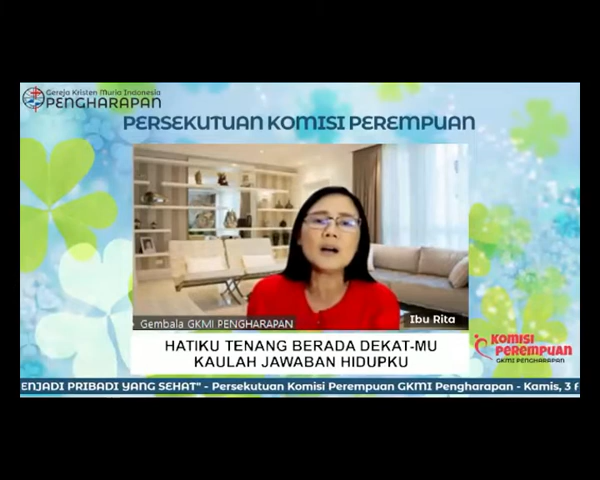 Gereja Kristen Muria Indonesia
PENGHARAPAN
PERSEKUTUAN KOMISI PEREMPUAN
Gembala GKMI PENGHARAPAN
Ibu Rita
HATIKU TENANG BERADA DEKAT-MU
KAULAH JAWABAN HIDUPKU
KOMISI
PEREMPUAN
GKMI PENGHARAPAN
ENJADI PRIBADI YANG SEHAT" - Persekutuan Komisi Perempuan GKMI Pengharapan - Kamis, 3